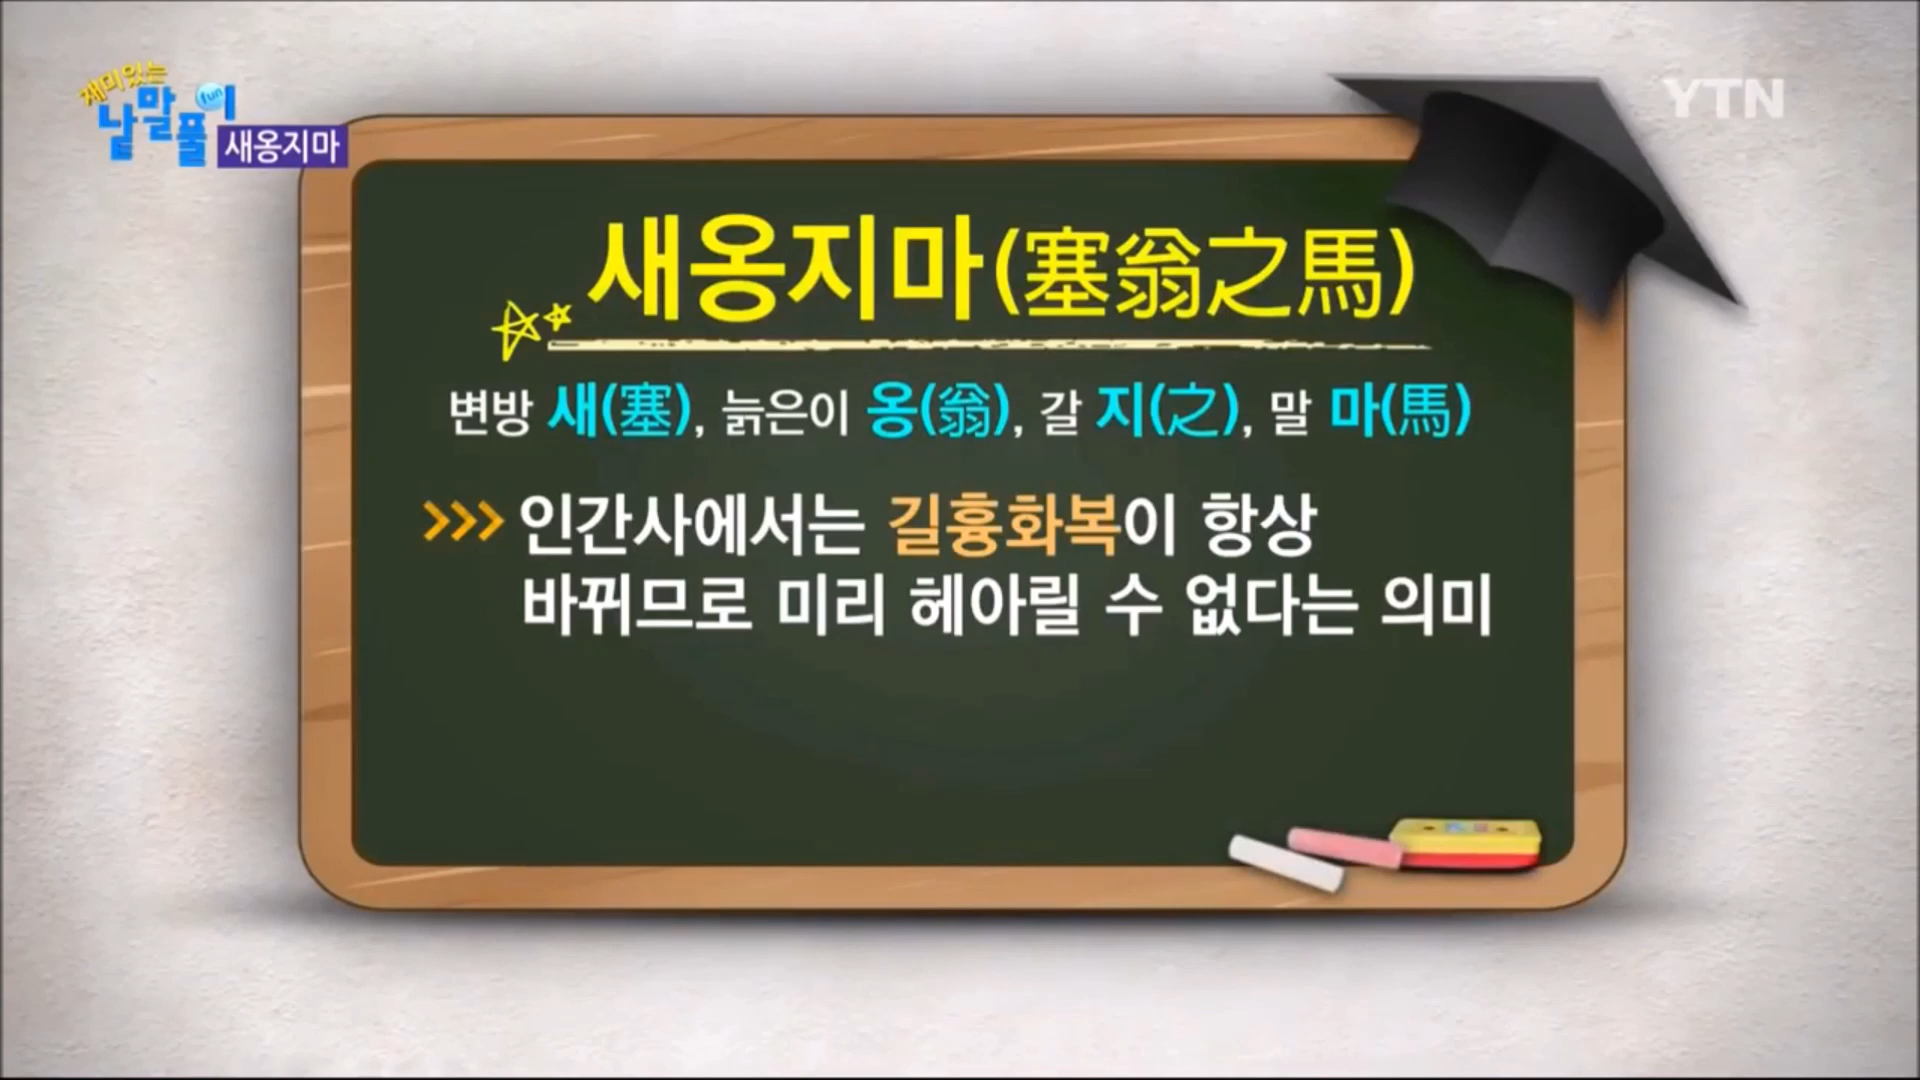 재미있는
낱말풀이
fun
새옹지마
YTN
새옹지마(塞翁之馬)
변방 새(塞), 늙은이 옹(翁), 갈 지(之), 말 마(馬)
>>> 인간사에서는 길흉화복이 항상
바뀌므로 미리 헤아릴 수 없다는 의미